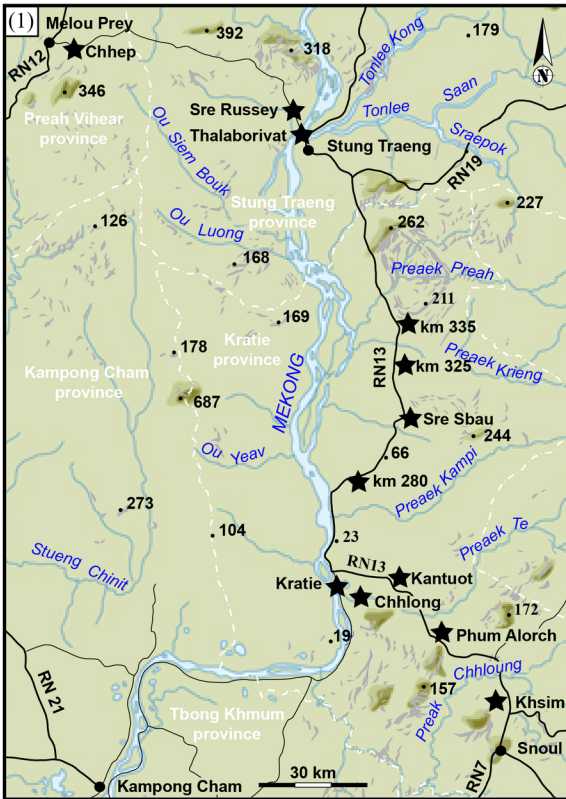 (1)
Melou Prey
392
318
179
Chhep
RN12
Tonlee Kong
N
346
Sre Russey
Tonlee Saan
Preah Vihear
province
Thalaborivat
Stung Traeng
Sraepok
Ou Slem Bouk
RN19
Stung Traeng
province
227
126
Ou Luong
262
168
Preaek Preah
211
169
km 335
Kratie
province
178
RN13
Preaek Krieng
km 325
Kampong Cham
province
MEKONG
687
Sre Sbau
244
Ou Yeav
66
km 280
Preaek Kampi
273
104
23
Preaek Te
Stueng Chinit
RN13
Kantuot
Kratie
Chhlong
172
19
Phum Alorch
Preak Chhloung
157
RN 21
Tbong Khmum
province
Khsim
Snoul
30 km
RN7
Kampong Cham